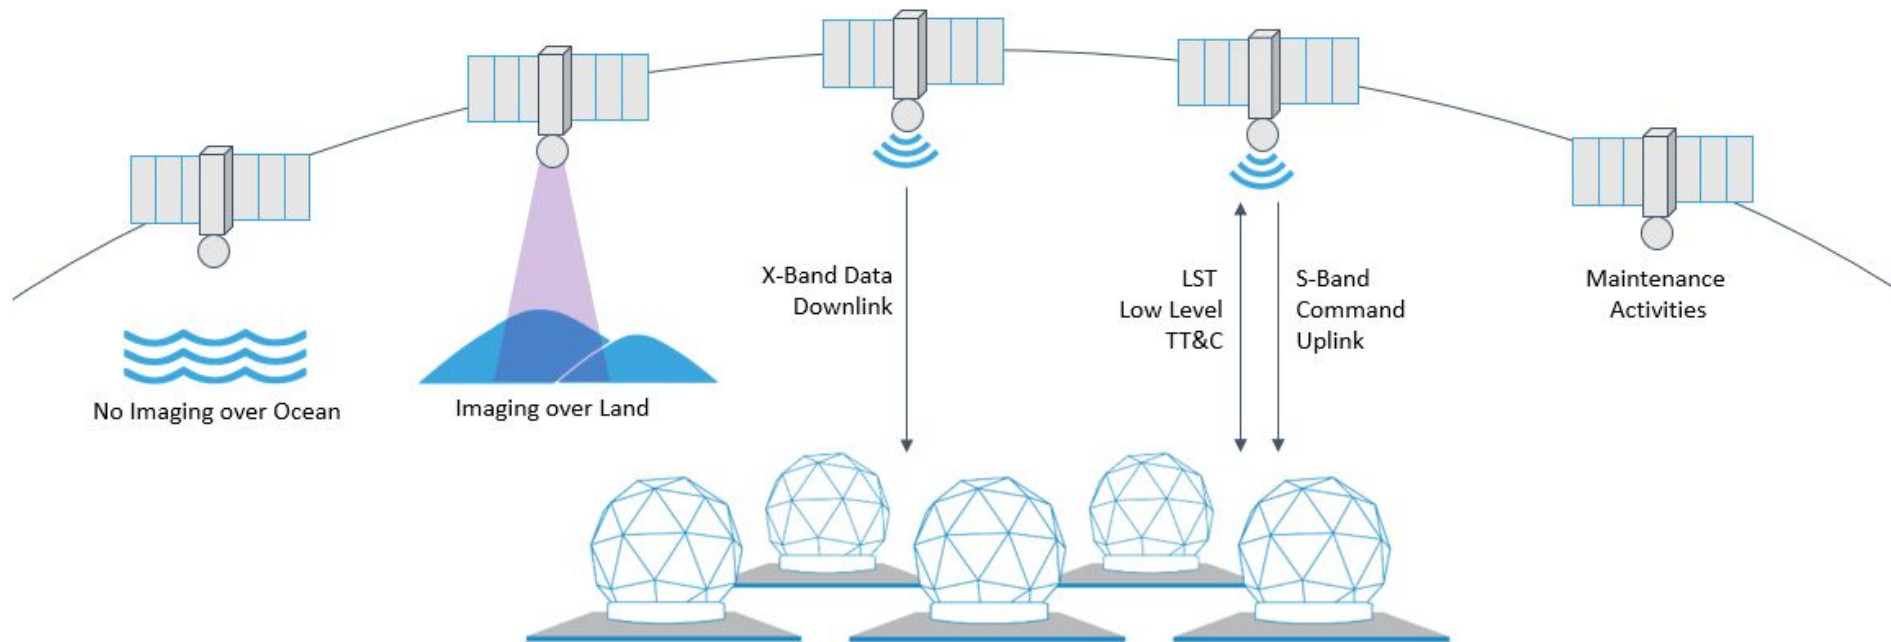 No Imaging over Ocean
Imaging over Land
X-Band Data
Downlink
LST
Low Level
TT&C
S-Band
Command
Uplink
Maintenance
Activities